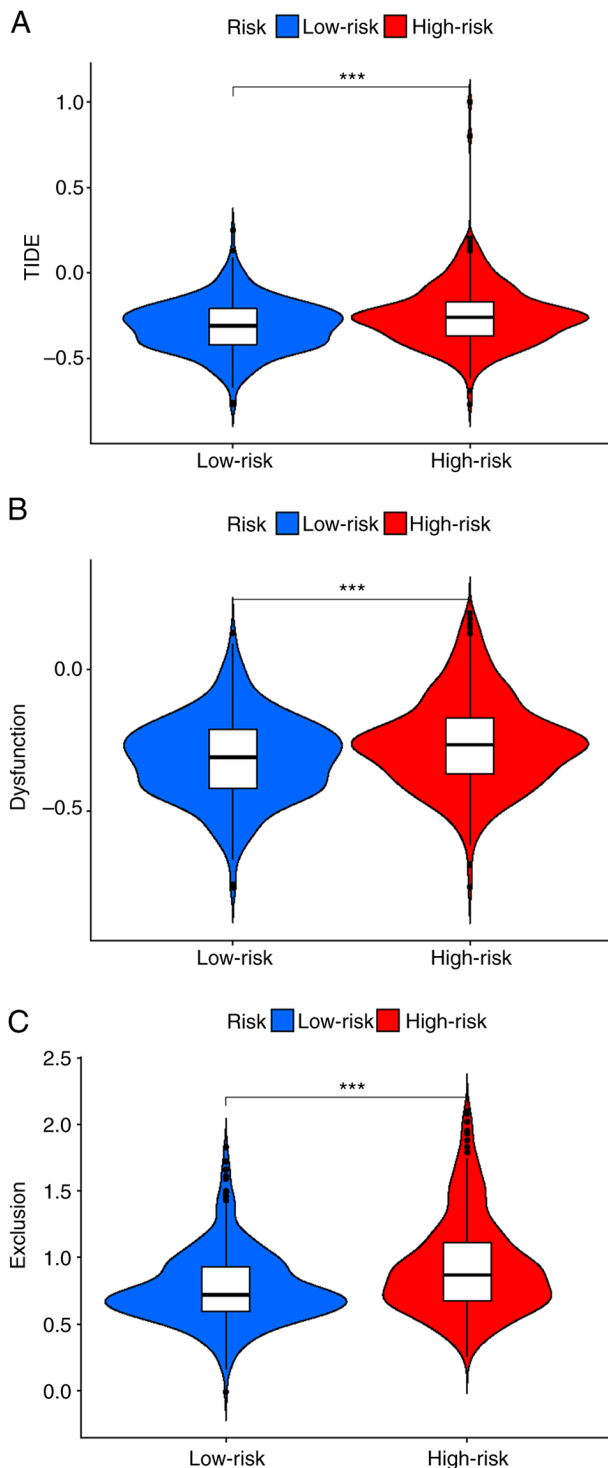 A
Risk Low-risk High-risk
***
1.0
0.5
0.0
−0.5
TIDE
Low-risk High-risk
B
Risk Low-risk High-risk
***
0.0
−0.5
Dysfunction
Low-risk High-risk
C
Risk Low-risk High-risk
***
2.5
2.0
1.5
1.0
0.5
0.0
Exclusion
Low-risk High-risk